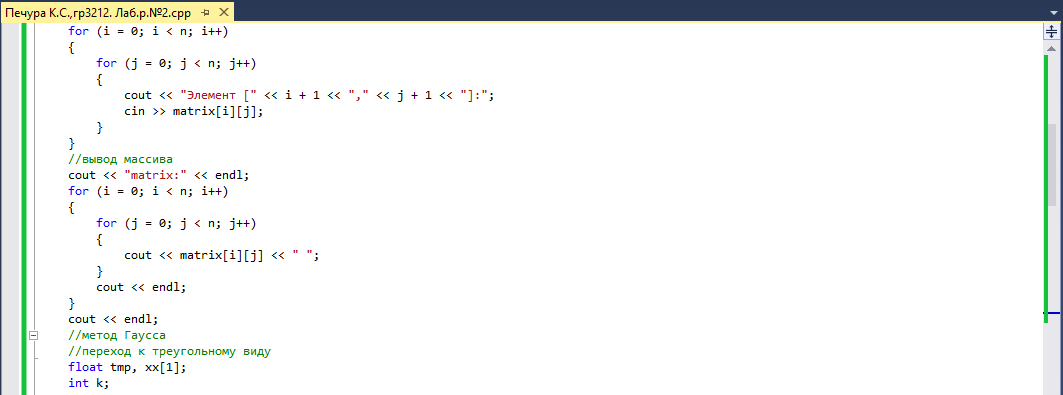 Печура К.С.,гр3212. Лаб.р.№2.cpp
for (i = 0; i < n; i++)
{
for (j = 0; j < n; j++)
{
cout << "Элемент [" << i + 1 << "," << j + 1 << "]:";
cin >> matrix[i][j];
}
}
//вывод массива
cout << "matrix:" << endl;
for (i = 0; i < n; i++)
{
for (j = 0; j < n; j++)
{
cout << matrix[i][j] << " ";
}
cout << endl;
}
cout << endl;
//метод Гаусса
//переход к треугольному виду
float tmp, xx[1];
int k;